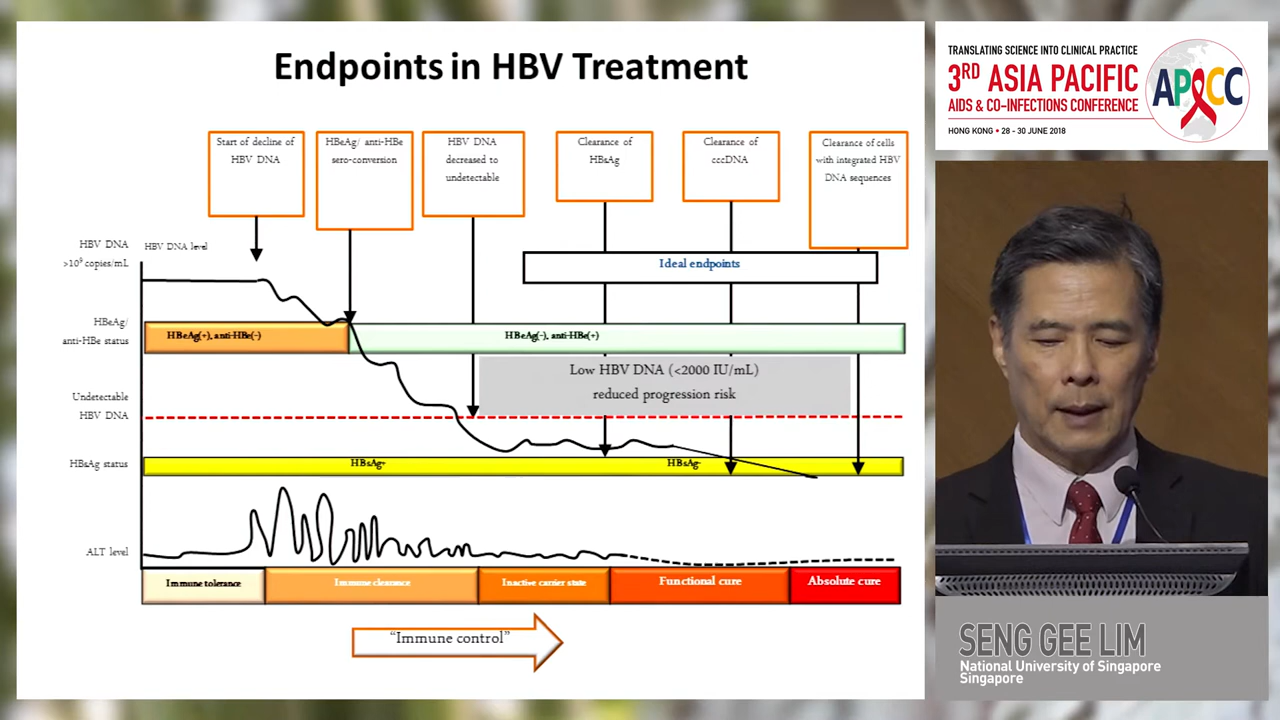 Endpoints in HBV Treatment
Start of decline of
HBV DNA
HBeAg/ anti-HBe
sero-conversion
HBV DNA
decreased to
undetectable
Clearance of
HBsAg
Clearance of
cccDNA
Clearance of cells
with integrated HBV
DNA sequences
HBV DNA
>10⁹ copies/mL
HBV DNA level
Ideal endpoints
HBeAg/
anti-HBe status
HBeAg(+), anti-HBe(-)
HBeAg(-), anti-HBe(+)
Low HBV DNA (<2000 IU/mL)
reduced progression risk
Undetectable
HBV DNA
HBsAg status
HBsAg+
HBsAg-
ALT level
Immune tolerance
Immune clearance
Inactive carrier state
Functional cure
Absolute cure
“Immune control”
TRANSLATING SCIENCE INTO CLINICAL PRACTICE
3RD ASIA PACIFIC
AIDS & CO-INFECTIONS CONFERENCE
HONG KONG • 28 - 30 JUNE 2018
APACC
SENG GEE LIM
National University of Singapore
Singapore